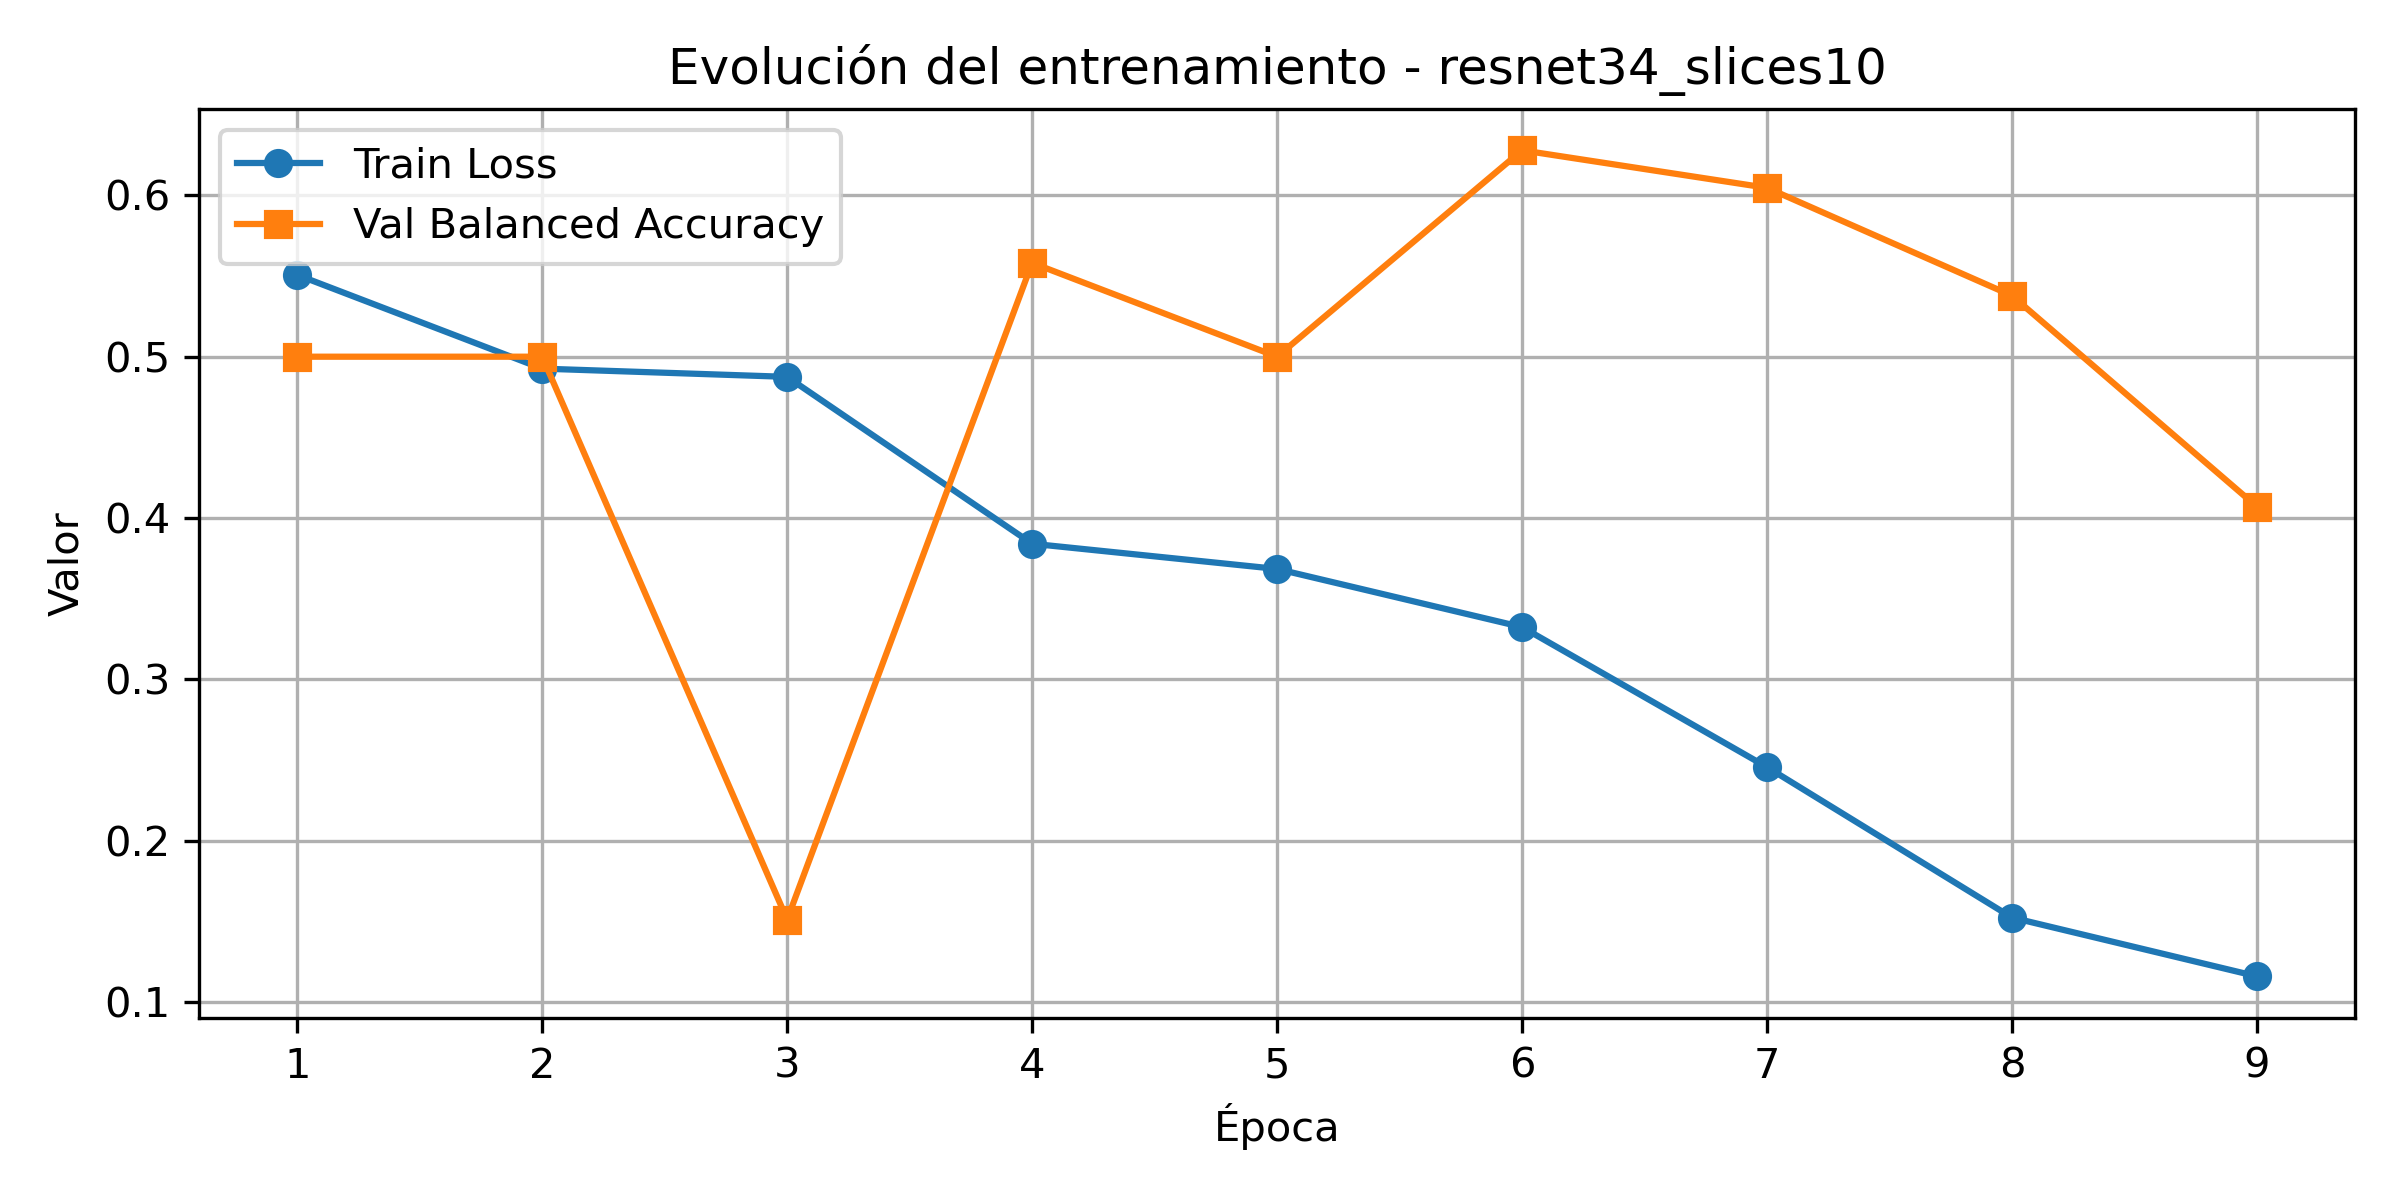 Evolución del entrenamiento - resnet34_slices10
Train Loss
Val Balanced Accuracy
Valor
0.6
0.5
0.4
0.3
0.2
0.1
1 2 3 4 5 6 7 8 9
Época